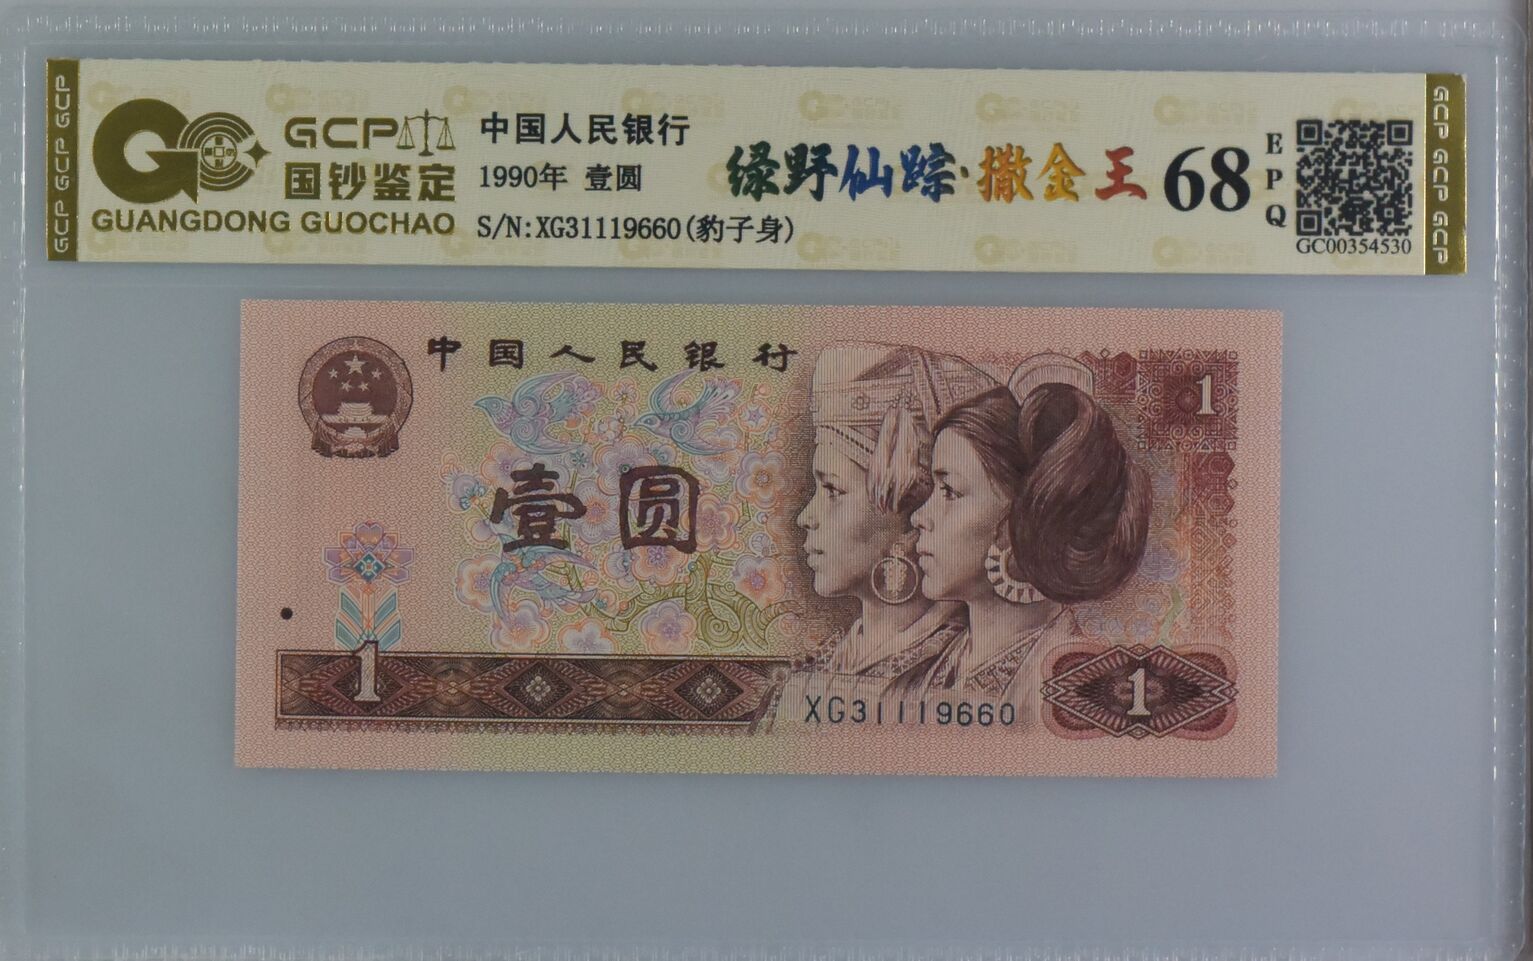 GCP GCP GCP
GCP
国钞鉴定
GUANGDONG GUOCHAO
中国人民银行
1990年 壹圆
S/N:XG31119660(豹子身)
绿野仙踪·撒金王
68
EPQ
GC00354530
GCP GCP GCP
中国人民银行
1
壹圆
1
XG31119660
1